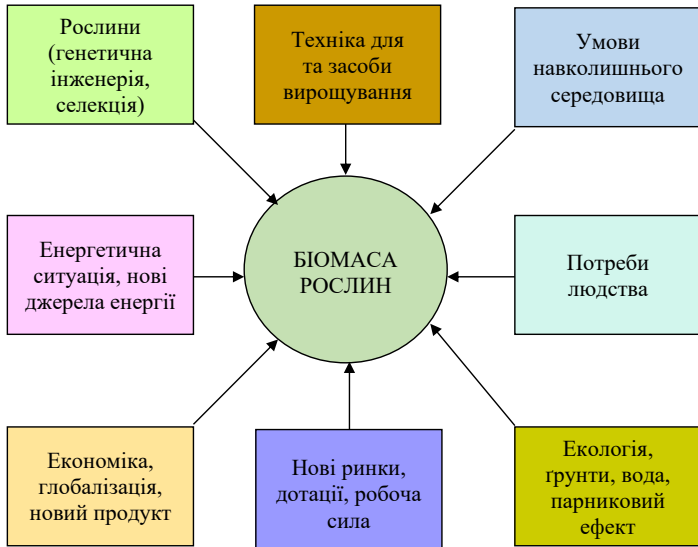 Рослини
(генетична
інженерія,
селекція)
Техніка для
та засоби
вирощування
Умови
навколишнього
середовища
Енергетична
ситуація, нові
джерела енергії
БІОМАСА
РОСЛИН
Потреби
людства
Економіка,
глобалізація,
новий продукт
Нові ринки,
дотації, робоча
сила
Екологія,
ґрунти, вода,
парниковий
ефект